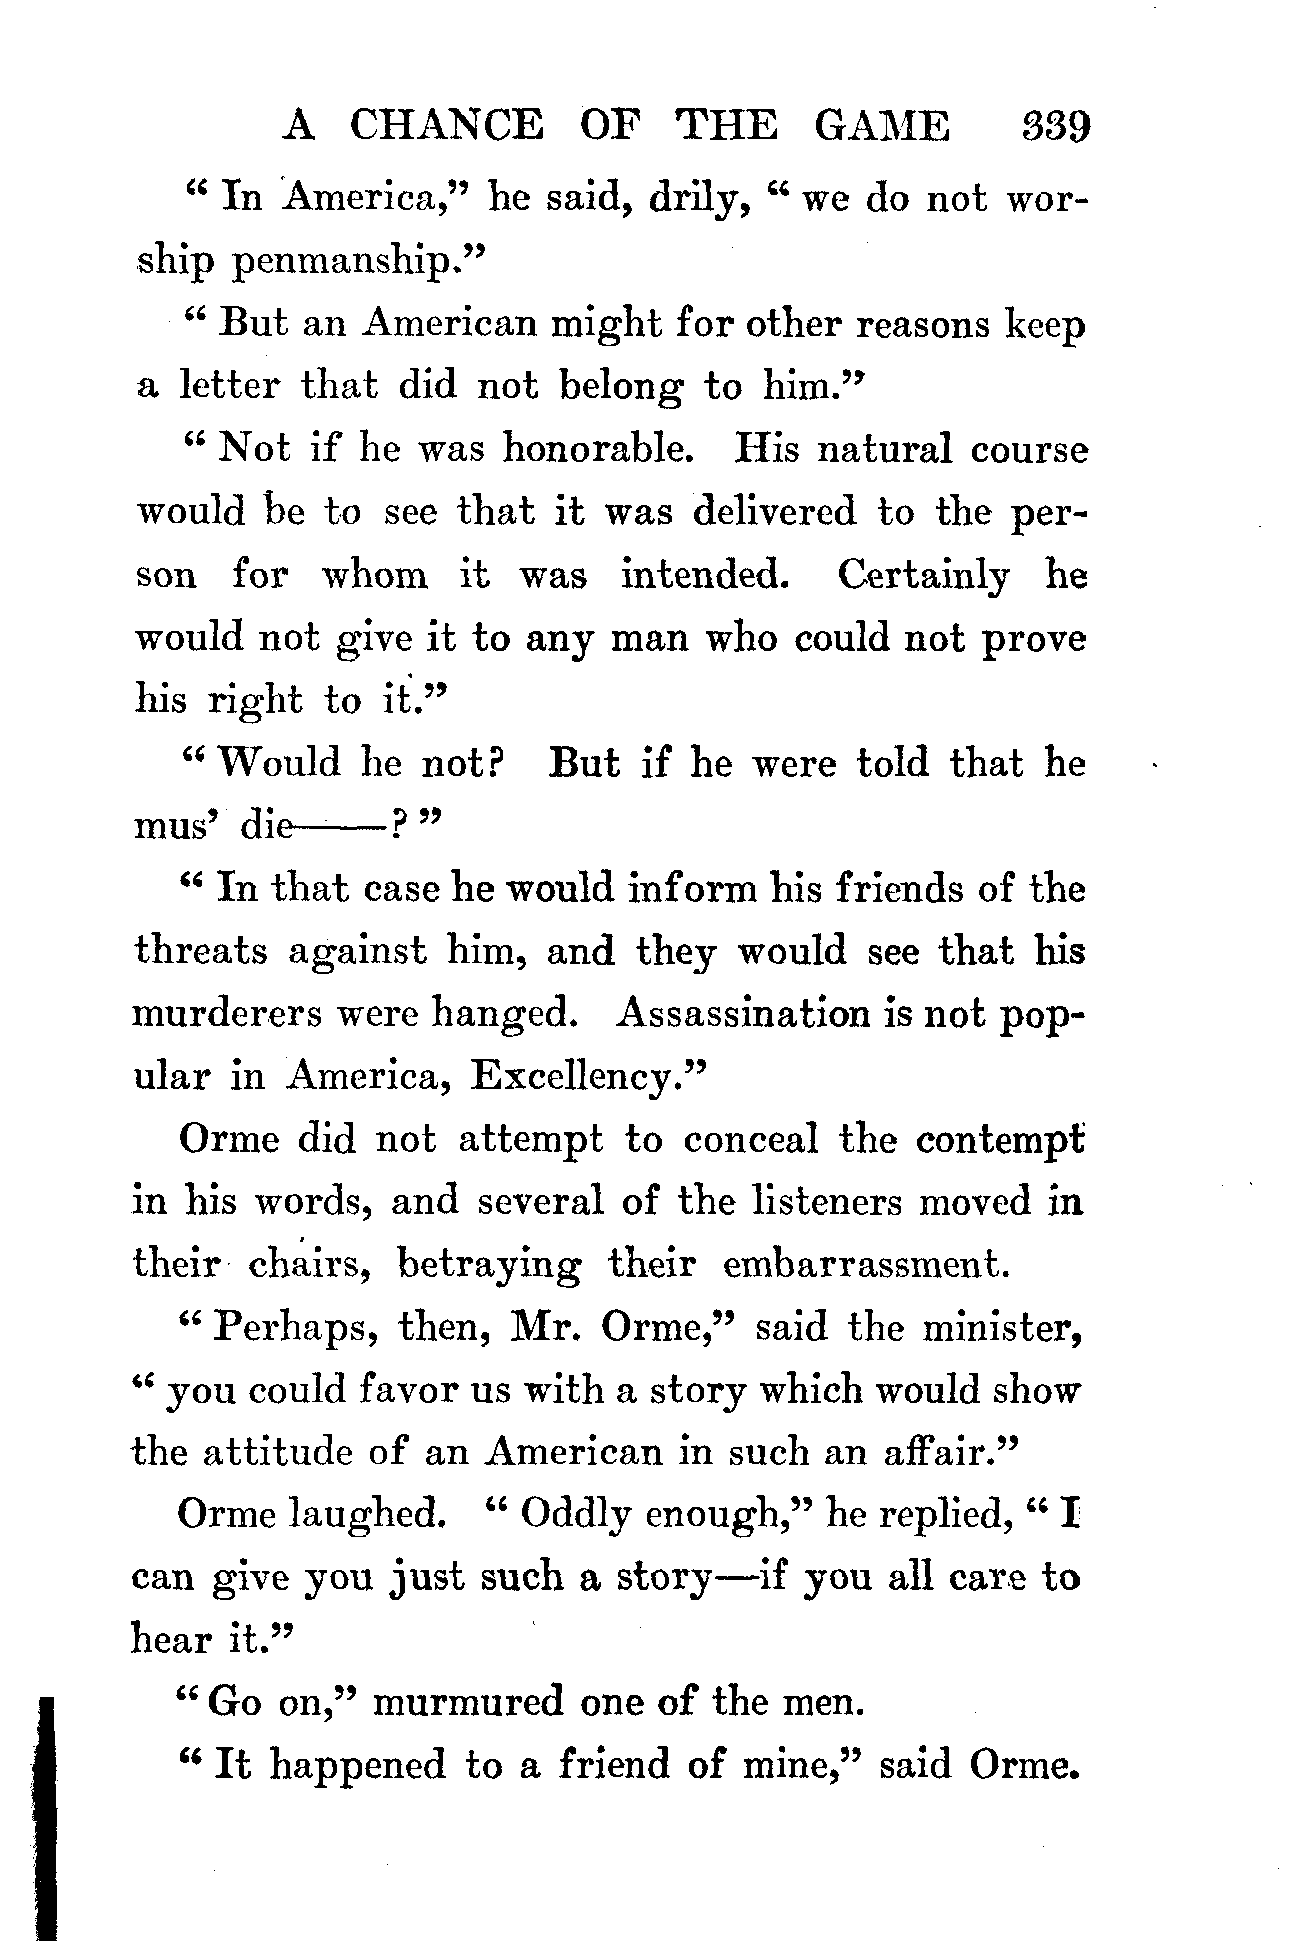 A CHANCE OF THE GAME 339
“ In America,” he said, drily, “ we do not wor-
ship penmanship.”
“ But an American might for other reasons keep
a letter that did not belong to him.”
“ Not if he was honorable. His natural course
would be to see that it was delivered to the per-
son for whom it was intended. Certainly he
would not give it to any man who could not prove
his right to it.”
“ Would he not? But if he were told that he
mus’ die——? ”
“ In that case he would inform his friends of the
threats against him, and they would see that his
murderers were hanged. Assassination is not pop-
ular in America, Excellency.”
Orme did not attempt to conceal the contempt
in his words, and several of the listeners moved in
their chairs, betraying their embarrassment.
“ Perhaps, then, Mr. Orme,” said the minister,
“ you could favor us with a story which would show
the attitude of an American in such an affair.”
Orme laughed. “ Oddly enough,” he replied, “ I
can give you just such a story—if you all care to
hear it.”
“ Go on,” murmured one of the men.
“ It happened to a friend of mine,” said Orme.